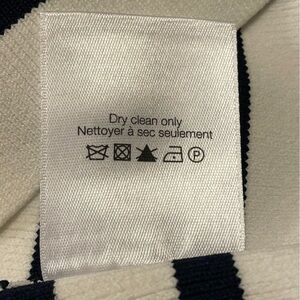 Dry clean only
Nettoyer à sec seulement
P